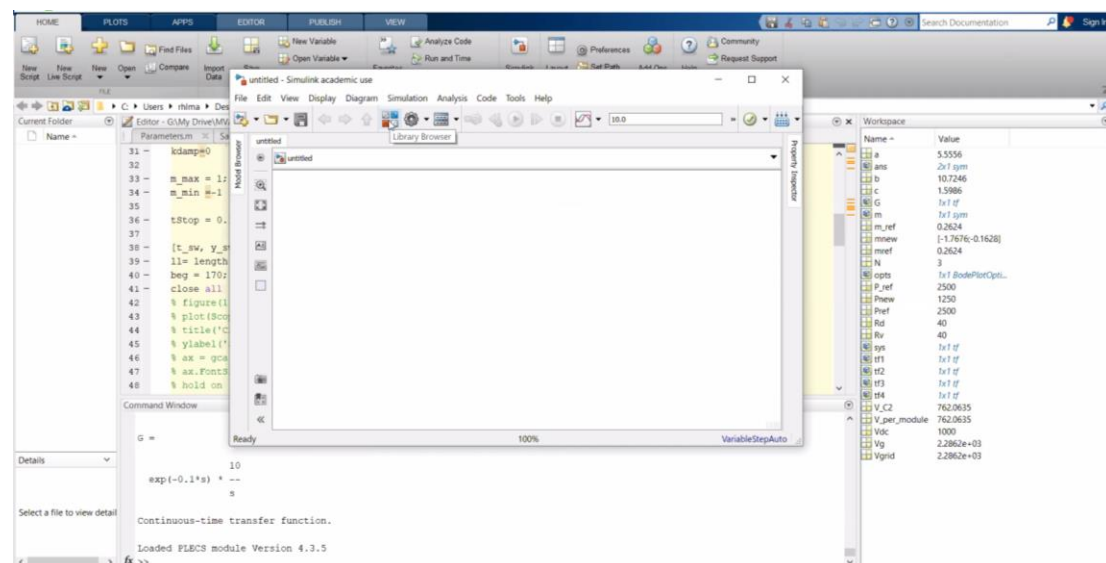 HOME PLOTS APPS EDITOR PUBLISH VIEW
Search Documentation
New Script
New Live Script
New
Open
Find Files
Compare
Import Data
New Variable
Open Variable
Analyze Code
Run and Time
Preferences
Community
Request Support
FILE
C: Users rhlma
Current Folder
Name
Editor - G:\My Drive\
Parameters.m
31 - kdamp=0
32
33 - m_max = 1;
34 - m_min =-1
35
36 - tStop = 0.
37
38 - [t_sw, y_s
39 - ll= length
40 - beg = 170;
41 - close all
42 % figure(1
43 % plot(Sco
44 % title('C
45 % ylabel('
46 % ax = gca
47 % ax.FontS
48 % hold on
untitled - Simulink academic use
File Edit View Display Diagram Simulation Analysis Code Tools Help
10.0
Library Browser
untitled
untitled
Model Browser
Property Inspector
Ready 100% VariableStepAuto
Command Window
G =
10
exp(-0.1*s) * --
s
Continuous-time transfer function.
Loaded PLECS module Version 4.3.5
fx >>
Details
Select a file to view detail
Workspace
Name Value
a 5.5556
ans 2x1 sym
b 10.7246
c 1.5986
G 1x1 tf
m 1x1 sym
m_ref 0.2624
mnew [-1.7676;-0.1628]
mref 0.2624
N 3
opts 1x1 BodePlotOpti...
P_ref 2500
Pnew 1250
Pref 2500
Rd 40
Rv 40
sys 1x1 tf
tf1 1x1 tf
tf2 1x1 tf
tf3 1x1 tf
tf4 1x1 tf
V_C2 762.0635
V_per_module 762.0635
Vdc 1000
Vg 2.2862e+03
Vgrid 2.2862e+03